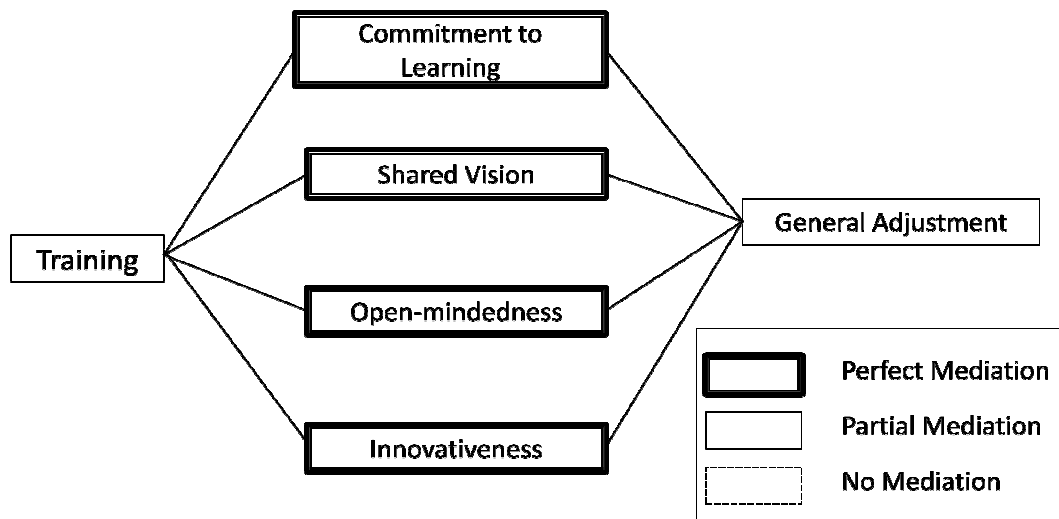 Commitment to
Learning
Shared Vision
General Adjustment
Training
Open-mindedness
Innovativeness
Perfect Mediation
Partial Mediation
No Mediation